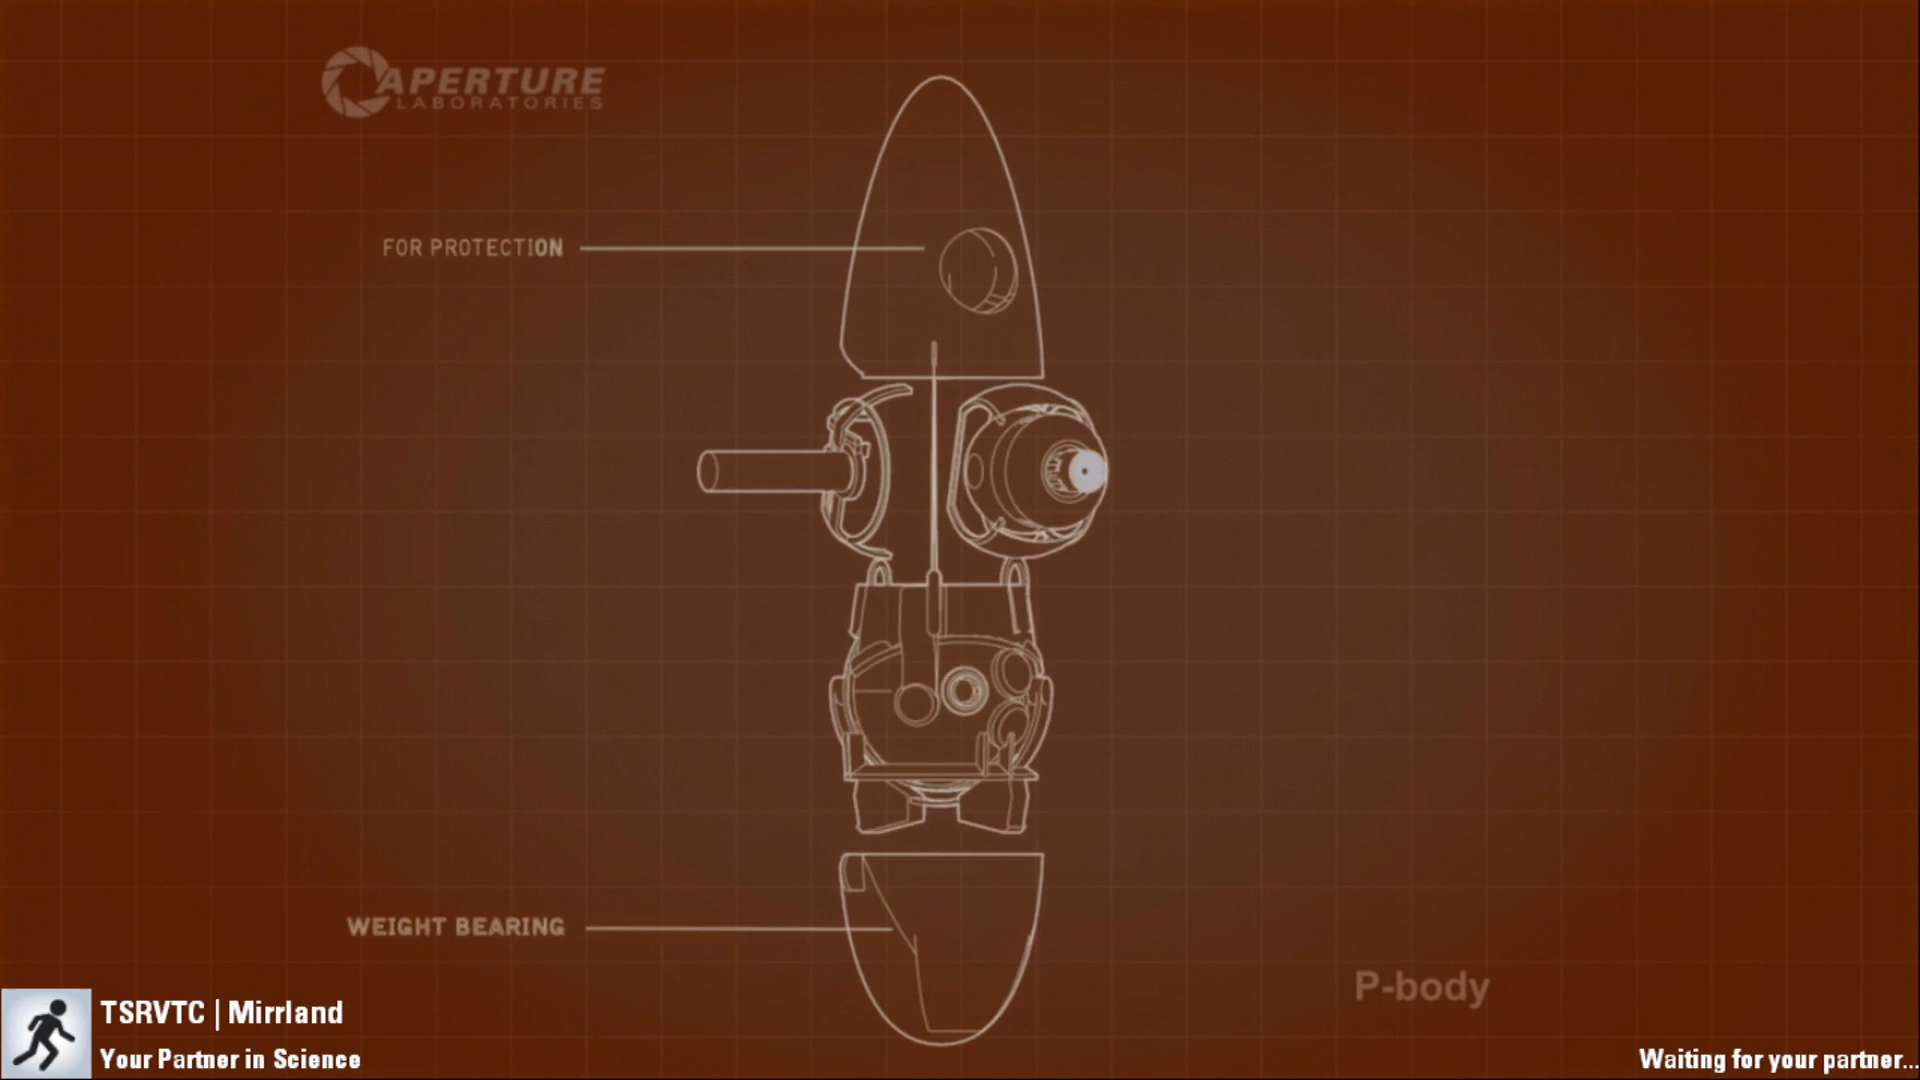 APERTURE
LABORATORIES
FOR PROTECTION
WEIGHT BEARING
P-body
TSRVTC | Mirrland
Your Partner in Science
Waiting for your partner...